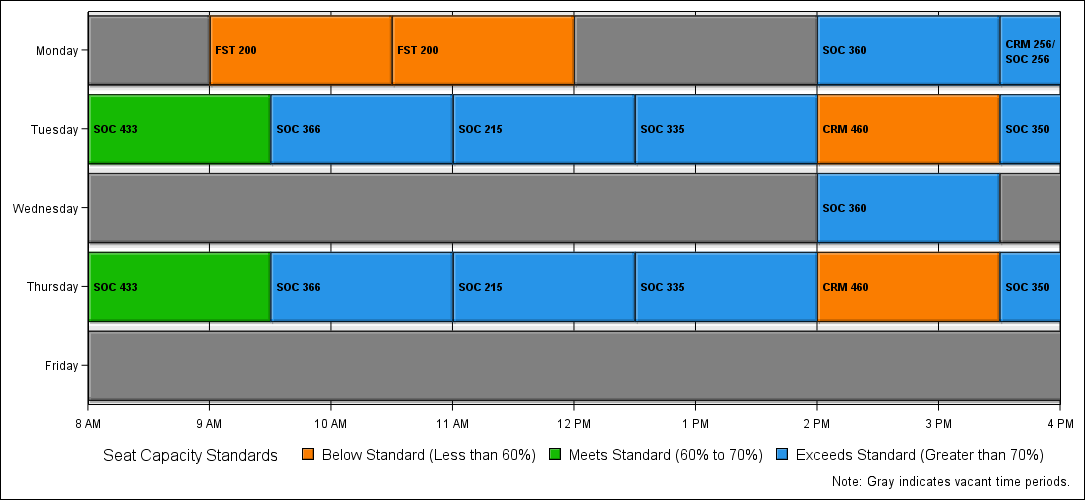 Monday
FST 200
FST 200
SOC 360
CRM 256/
SOC 256
Tuesday
SOC 433
SOC 366
SOC 215
SOC 335
CRM 460
SOC 350
Wednesday
SOC 360
Thursday
SOC 433
SOC 366
SOC 215
SOC 335
CRM 460
SOC 350
Friday
8 AM
9 AM
10 AM
11 AM
12 PM
1 PM
2 PM
3 PM
4 PM
Seat Capacity Standards
Below Standard (Less than 60%)
Meets Standard (60% to 70%)
Exceeds Standard (Greater than 70%)
Note: Gray indicates vacant time periods.